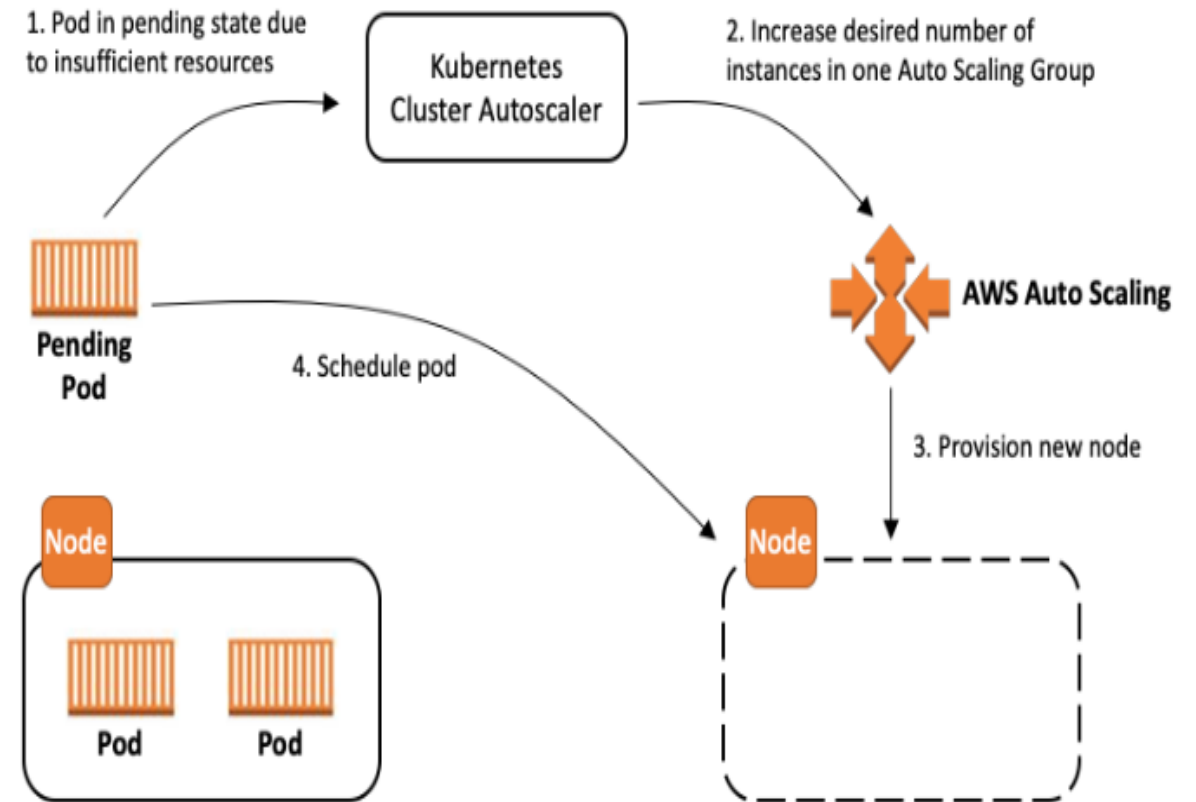 1. Pod in pending state due
to insufficient resources
Kubernetes
Cluster Autoscaler
2. Increase desired number of
instances in one Auto Scaling Group
AWS Auto Scaling
Pending
Pod
4. Schedule pod
3. Provision new node
Node
Node
Pod
Pod